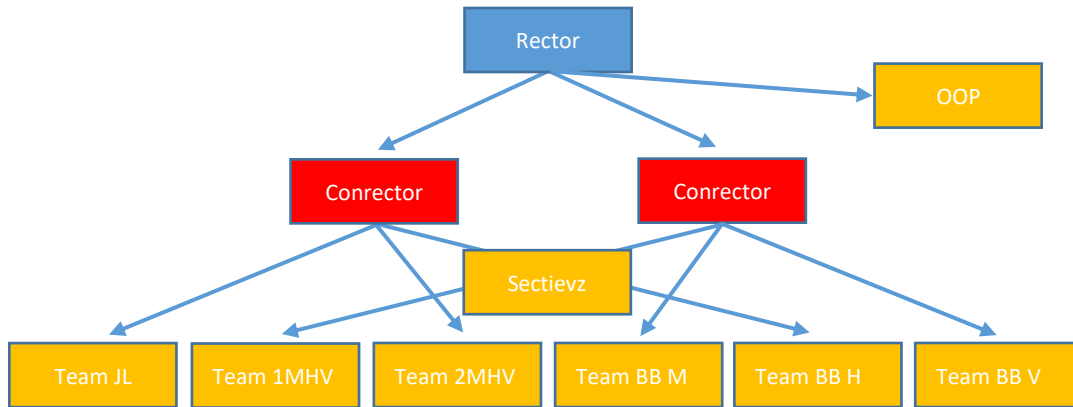 Rector
OOP
Conrector
Conrector
Sectievz
Team JL
Team 1MHV
Team 2MHV
Team BB M
Team BB H
Team BB V